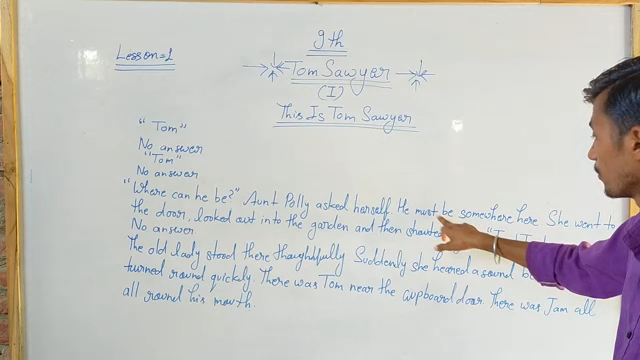 9th
Lesson=1
Tom Sawyar
(I)
This Is Tom Sawyar
"Tom"
No answer
"Tom"
No answer
"Where can he be?" Aunt Polly asked herself. He must be somewhere here. She went to
the door, looked out into the garden and then shouted
No answer
The old lady stood there thoughtfully Suddenly she heared a sound
turned round quickly. There was Tom near the cupboard door. There was Jam all
all round his mouth.